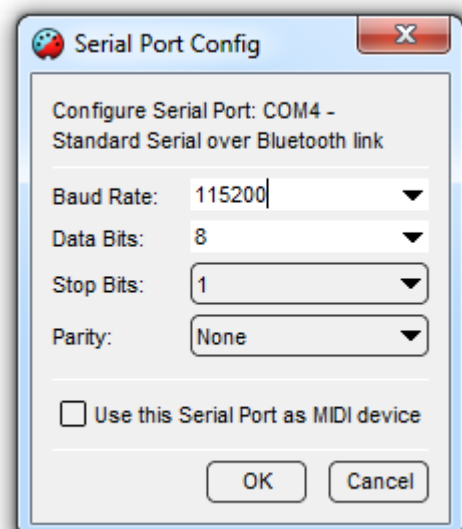 Serial Port Config
Configure Serial Port: COM4 -
Standard Serial over Bluetooth link
Baud Rate: 115200
Data Bits: 8
Stop Bits: 1
Parity: None
Use this Serial Port as MIDI device
OK Cancel